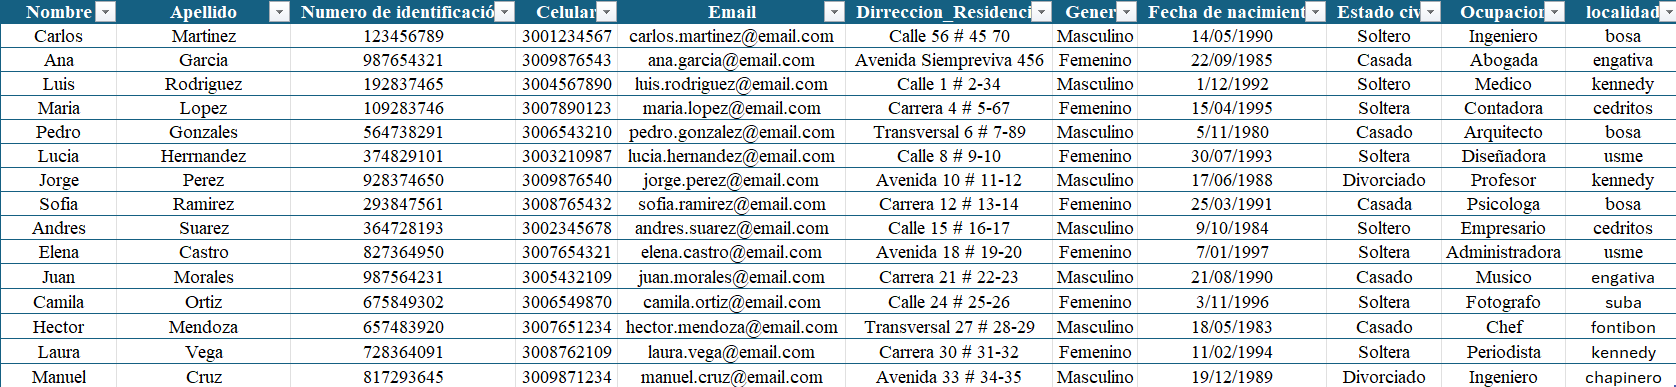 Nombre Apellido Numero de identificació Celular Email Dirreccion_Residenci Gener Fecha de nacimient Estado civ Ocupacion localidad
Carlos Martinez 123456789 3001234567 carlos.martinez@email.com Calle 56 # 45 70 Masculino 14/05/1990 Soltero Ingeniero bosa
Ana Garcia 987654321 3009876543 ana.garcia@email.com Avenida Siempreviva 456 Femenino 22/09/1985 Casada Abogada engativa
Luis Rodriguez 192837465 3004567890 luis.rodriguez@email.com Calle 1 # 2-34 Masculino 1/12/1992 Soltero Medico kennedy
Maria Lopez 109283746 3007890123 maria.lopez@email.com Carrera 4 # 5-67 Femenino 15/04/1995 Soltera Contadora cedritos
Pedro Gonzales 564738291 3006543210 pedro.gonzalez@email.com Transversal 6 # 7-89 Masculino 5/11/1980 Casado Arquitecto bosa
Lucia Herrnandez 374829101 3003210987 lucia.hernandez@email.com Calle 8 # 9-10 Femenino 30/07/1993 Soltera Diseñadora usme
Jorge Perez 928374650 3009876540 jorge.perez@email.com Avenida 10 # 11-12 Masculino 17/06/1988 Divorciado Profesor kennedy
Sofia Ramirez 293847561 3008765432 sofia.ramirez@email.com Carrera 12 # 13-14 Femenino 25/03/1991 Casada Psicologa bosa
Andres Suarez 364728193 3002345678 andres.suarez@email.com Calle 15 # 16-17 Masculino 9/10/1984 Soltero Empresario cedritos
Elena Castro 827364950 3007654321 elena.castro@email.com Avenida 18 # 19-20 Femenino 7/01/1997 Soltera Administradora usme
Juan Morales 987564231 3005432109 juan.morales@email.com Carrera 21 # 22-23 Masculino 21/08/1990 Casado Musico engativa
Camila Ortiz 675849302 3006549870 camila.ortiz@email.com Calle 24 # 25-26 Femenino 3/11/1996 Soltera Fotografo suba
Hector Mendoza 657483920 3007651234 hector.mendoza@email.com Transversal 27 # 28-29 Masculino 18/05/1983 Casado Chef fontibon
Laura Vega 728364091 3008762109 laura.vega@email.com Carrera 30 # 31-32 Femenino 11/02/1994 Soltera Periodista kennedy
Manuel Cruz 817293645 3009871234 manuel.cruz@email.com Avenida 33 # 34-35 Masculino 19/12/1989 Divorciado Ingeniero chapinero